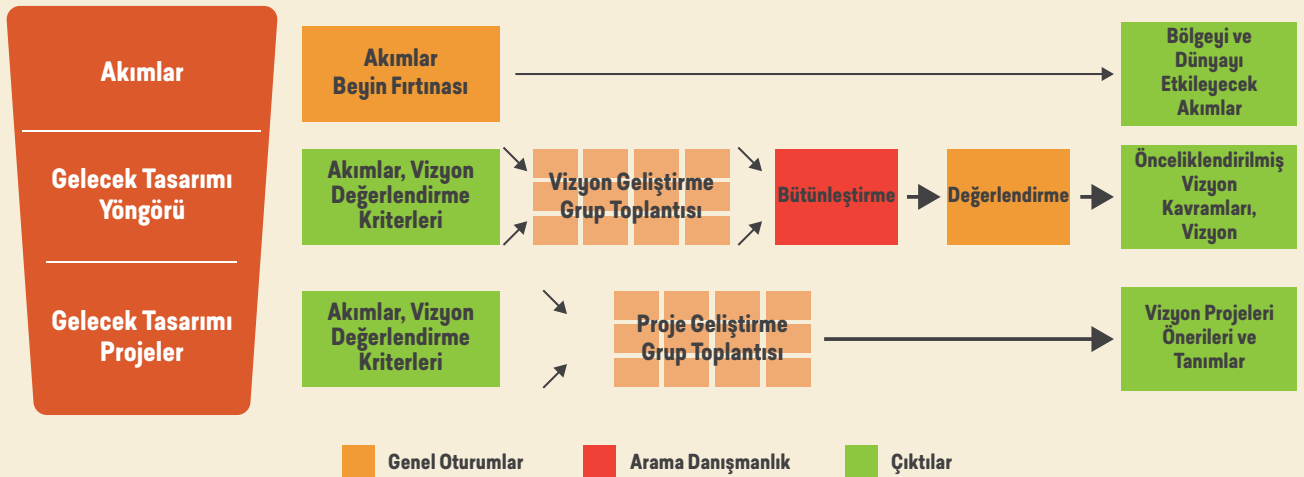 Akımlar
Akımlar
Beyin Fırtınası
Bölgeyi ve
Dünyayı
Etkileyecek
Akımlar
Gelecek Tasarımı
Yöngörü
Akımlar, Vizyon
Değerlendirme
Kriterleri
Vizyon Geliştirme
Grup Toplantısı
Bütünleştirme
Değerlendirme
Önceliklendirilmiş
Vizyon
Kavramları,
Vizyon
Gelecek Tasarımı
Projeler
Akımlar, Vizyon
Değerlendirme
Kriterleri
Proje Geliştirme
Grup Toplantısı
Vizyon Projeleri
Önerileri ve
Tanımlar
Genel Oturumlar
Arama Danışmanlık
Çıktılar